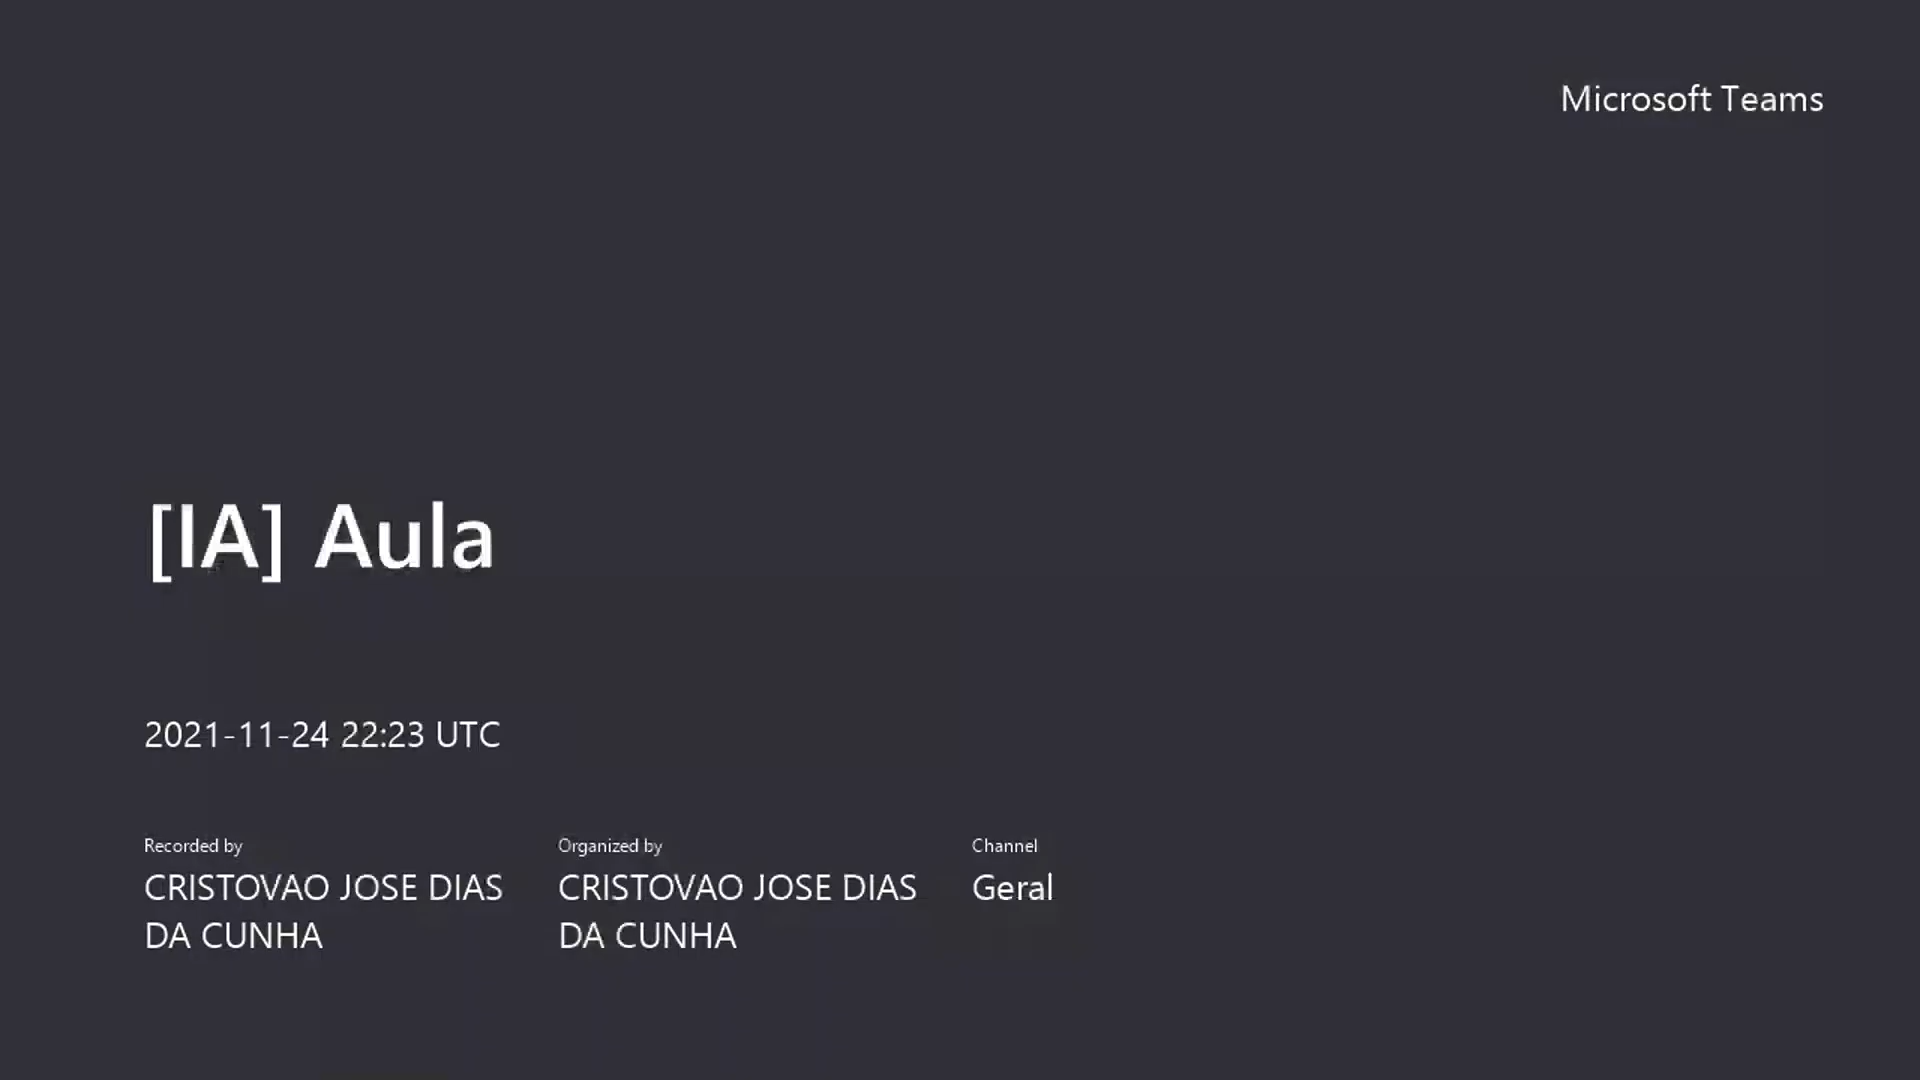 Microsoft Teams
[IA] Aula
2021-11-24 22:23 UTC
Recorded by
CRISTOVAO JOSE DIAS
DA CUNHA
Organized by
CRISTOVAO JOSE DIAS
DA CUNHA
Channel
Geral